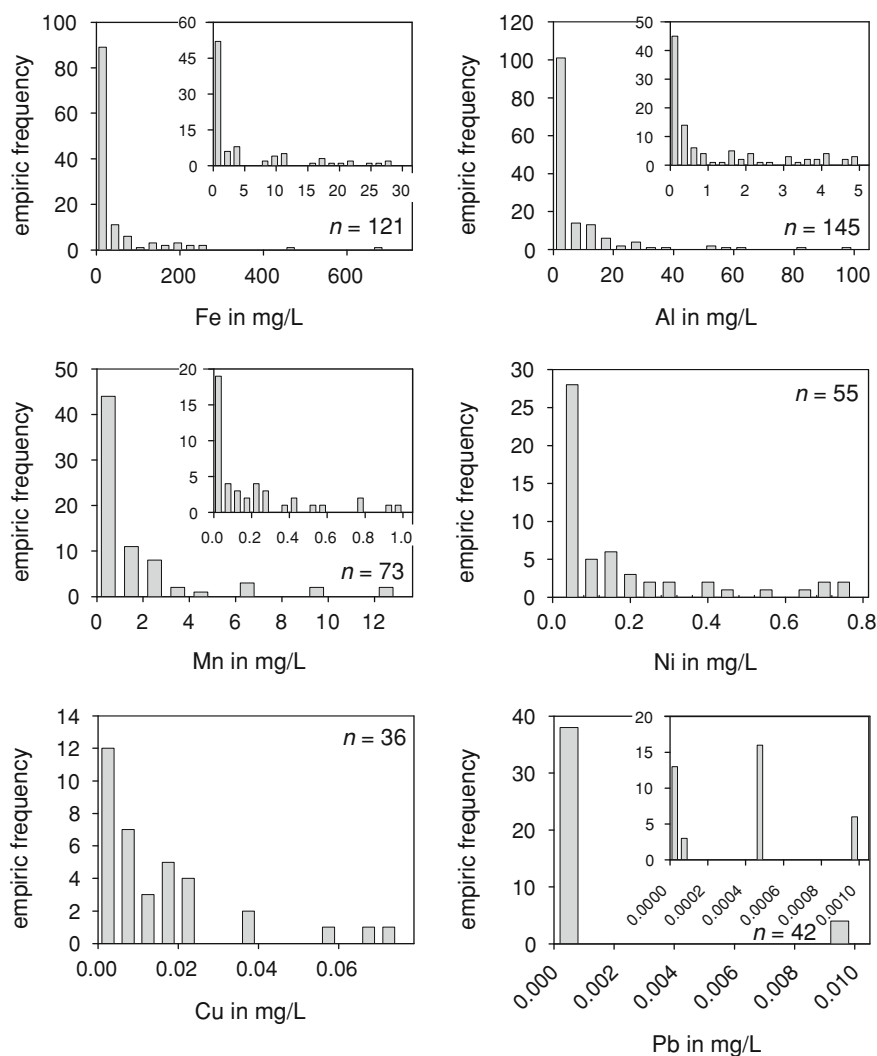 empiric frequency
100
80
60
40
20
0
60
45
30
15
0
0 5 10 15 20 25 30
n = 121
0 200 400 600
Fe in mg/L
empiric frequency
120
100
80
60
40
20
0
50
40
30
20
10
0
0 1 2 3 4 5
n = 145
0 20 40 60 80 100
Al in mg/L
empiric frequency
50
40
30
20
10
0
20
15
10
5
0
0.0 0.2 0.4 0.6 0.8 1.0
n = 73
0 2 4 6 8 10 12
Mn in mg/L
empiric frequency
30
25
20
15
10
5
0
n = 55
0.0 0.2 0.4 0.6 0.8
Ni in mg/L
empiric frequency
14
12
10
8
6
4
2
0
n = 36
0.00 0.02 0.04 0.06
Cu in mg/L
empiric frequency
40
30
20
10
0
20
15
10
5
0
0.0000 0.0002 0.0004 0.0006 0.0008 0.0010
n = 42
0.000 0.002 0.004 0.006 0.008 0.010
Pb in mg/L